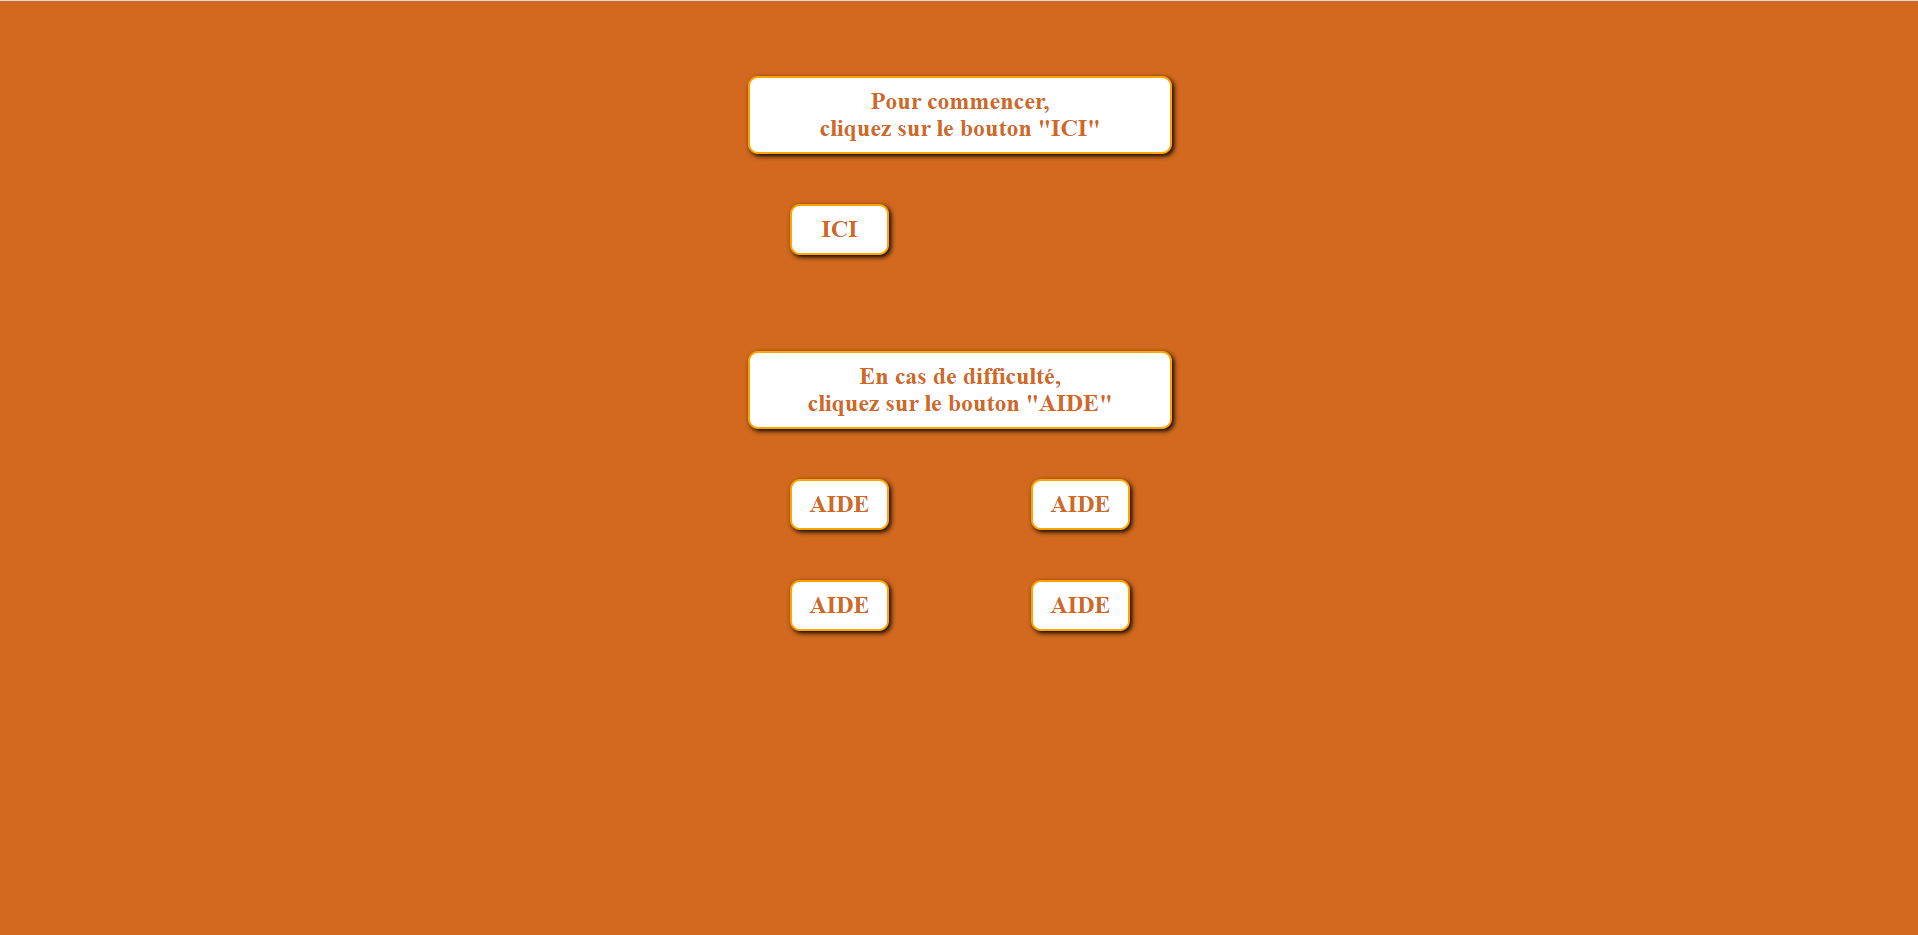 Pour commencer,
cliquez sur le bouton "ICI"
ICI
En cas de difficulté,
cliquez sur le bouton "AIDE"
AIDE AIDE
AIDE AIDE